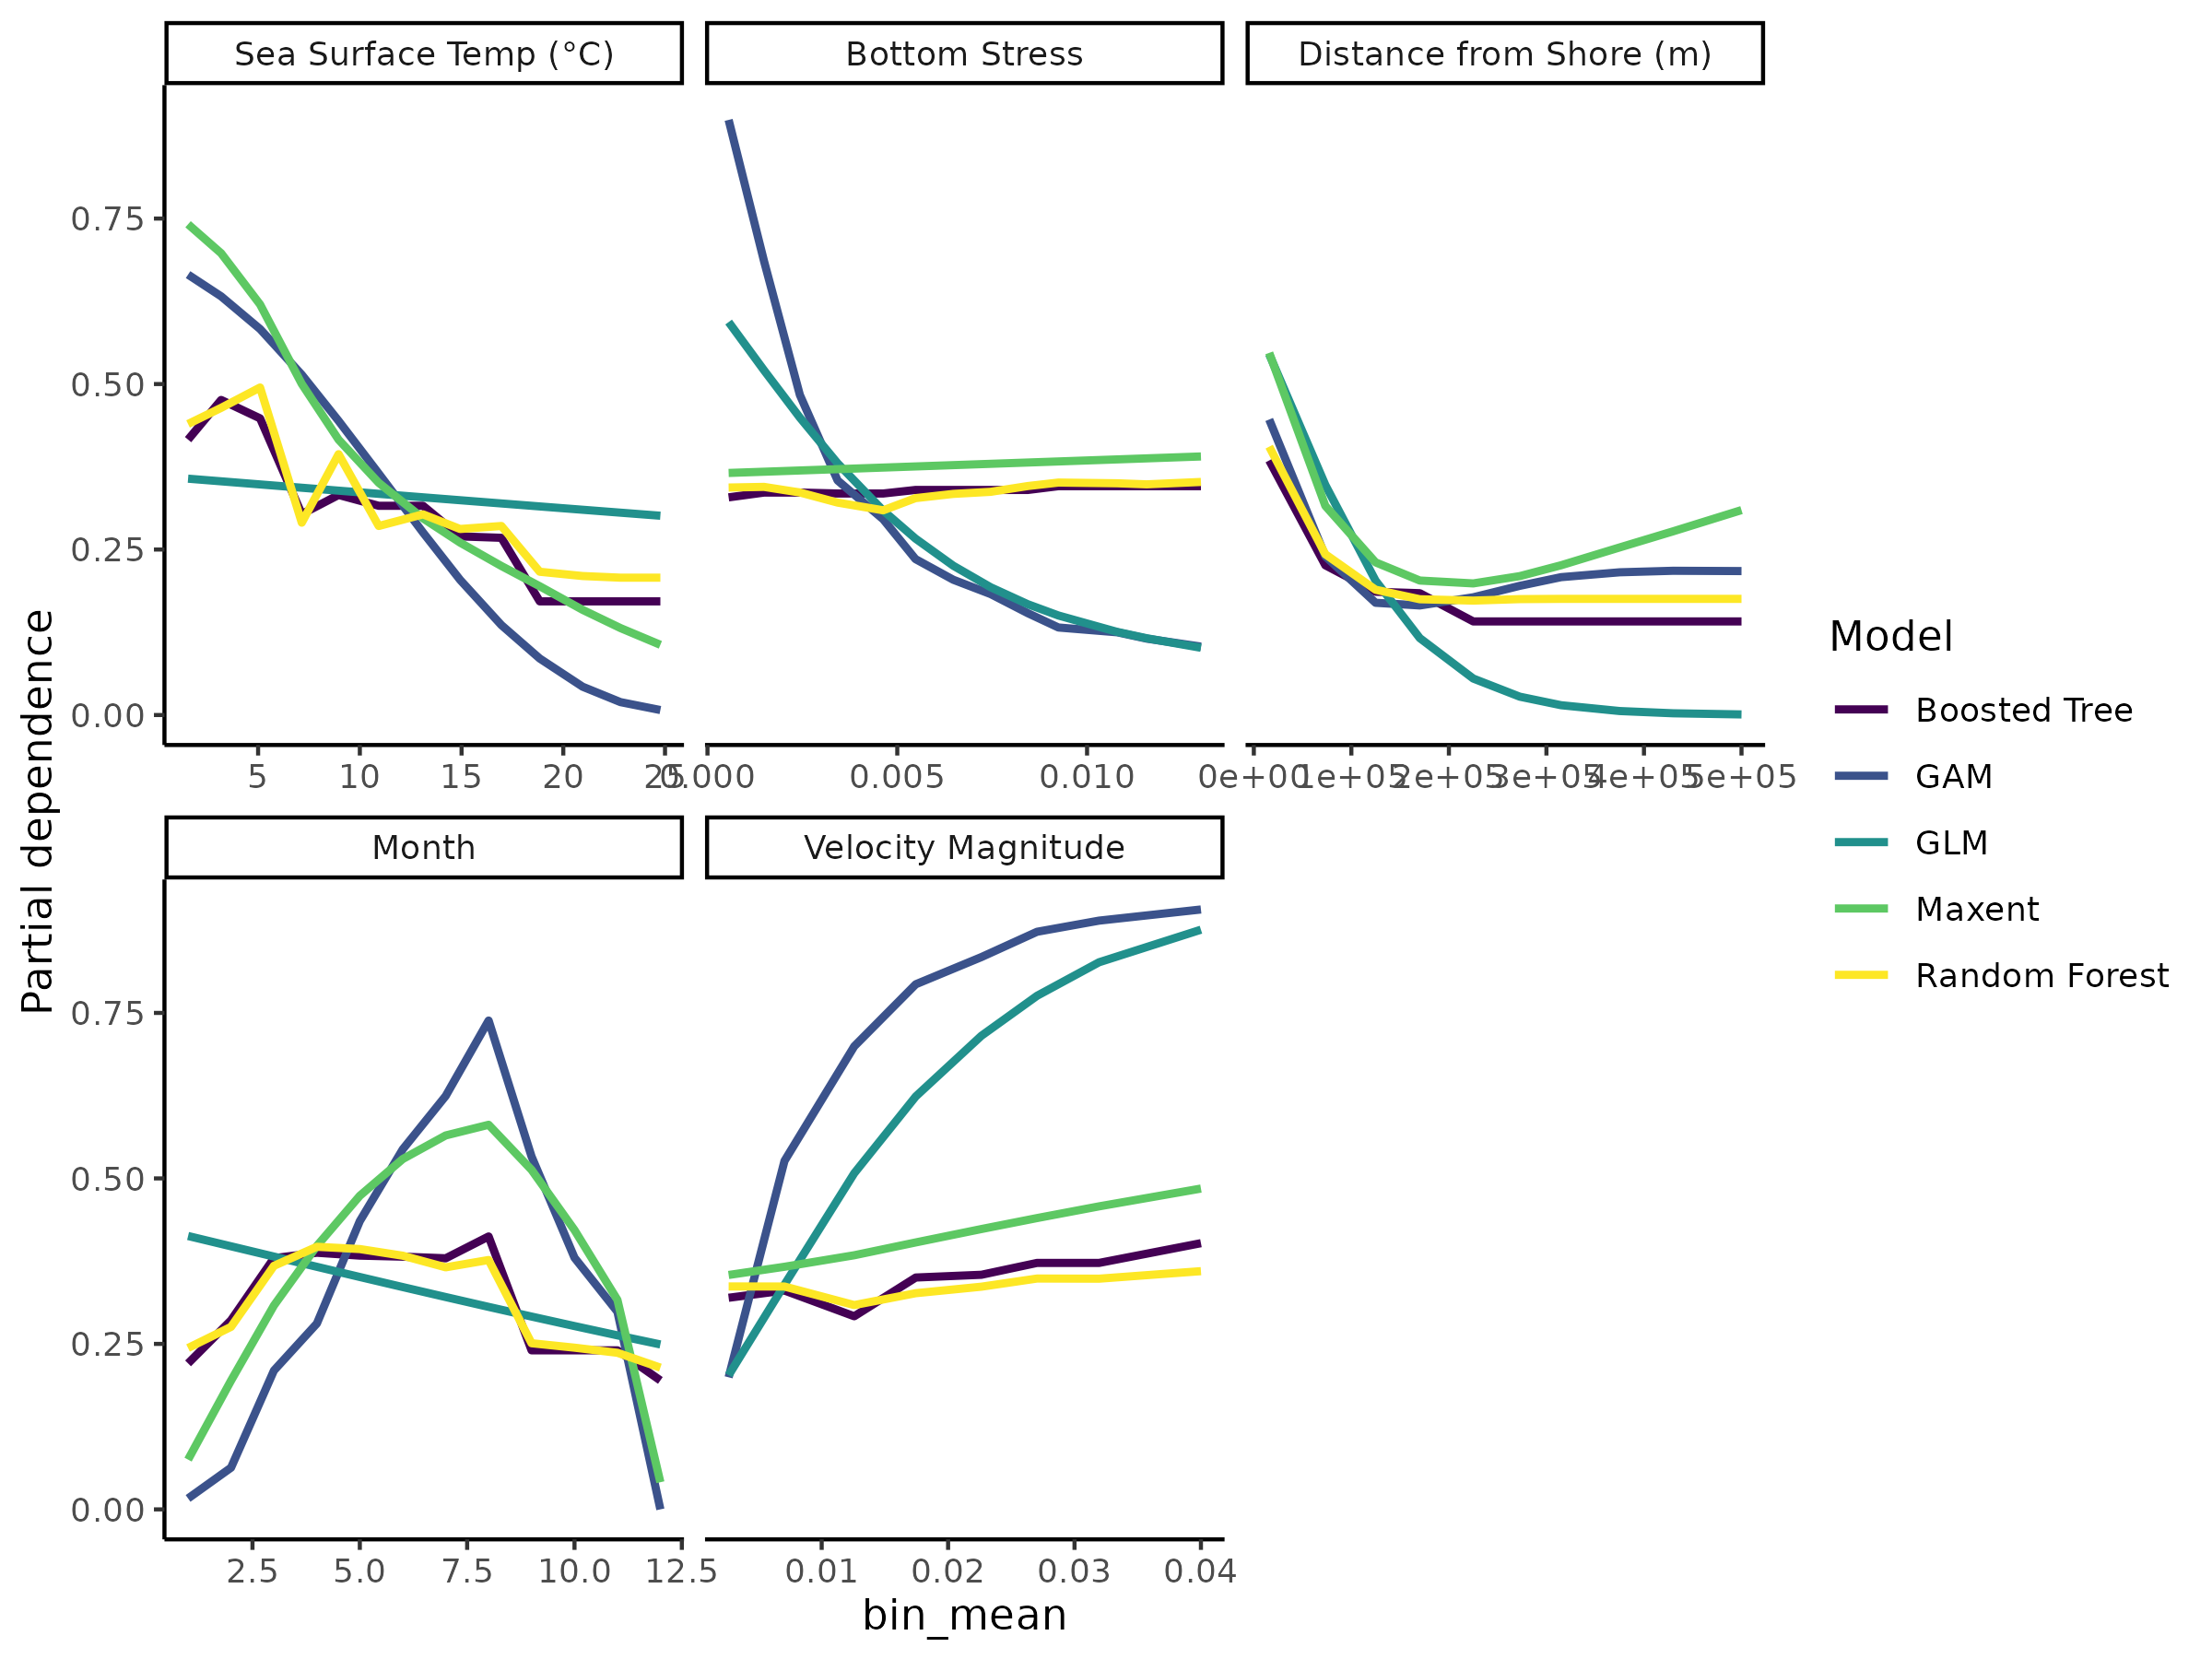 Sea Surface Temp (°C)
Bottom Stress
Distance from Shore (m)
0.75
0.50
0.25
0.00
5 10 15 20 25
0.000 0.005 0.010
0e+00 1e+05 2e+05 3e+05 4e+05 5e+05
Partial dependence
Month
Velocity Magnitude
0.75
0.50
0.25
0.00
2.5 5.0 7.5 10.0 12.5
0.01 0.02 0.03 0.04
bin_mean
Model
Boosted Tree
GAM
GLM
Maxent
Random Forest